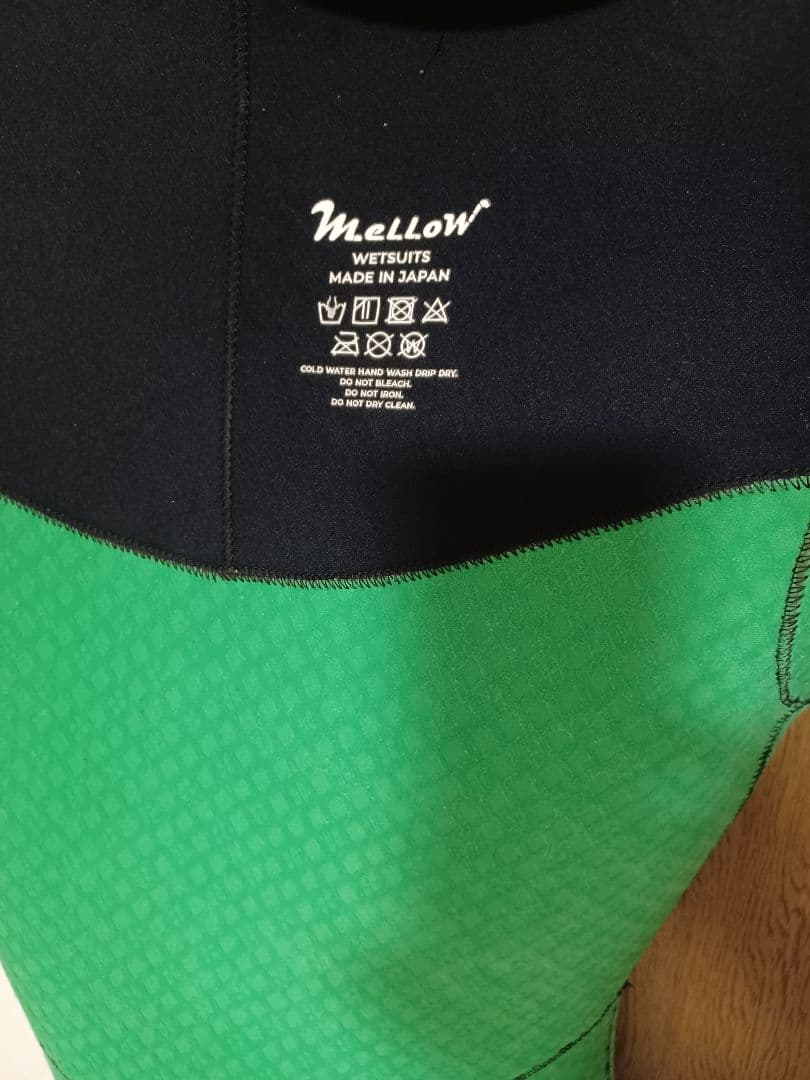 mellow
WETSUITS
MADE IN JAPAN
COLD WATER HAND WASH DRIP DRY.
DO NOT BLEACH.
DO NOT IRON.
DO NOT DRY CLEAN.